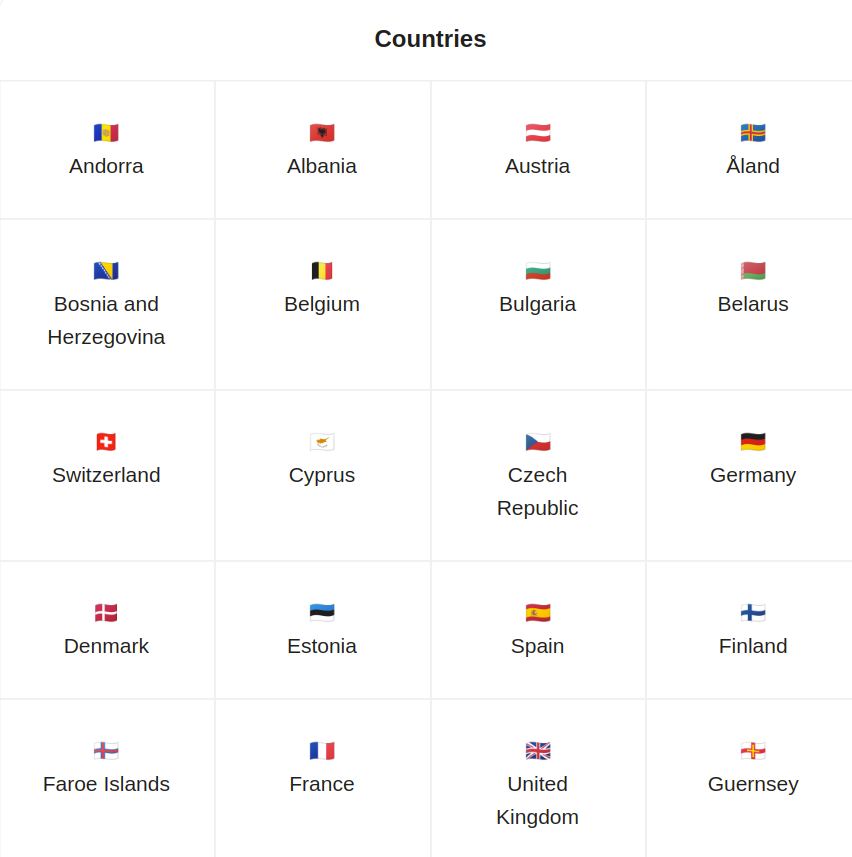 Countries
Andorra
Albania
Austria
Åland
Bosnia and
Herzegovina
Belgium
Bulgaria
Belarus
Switzerland
Cyprus
Czech
Republic
Germany
Denmark
Estonia
Spain
Finland
Faroe Islands
France
United
Kingdom
Guernsey